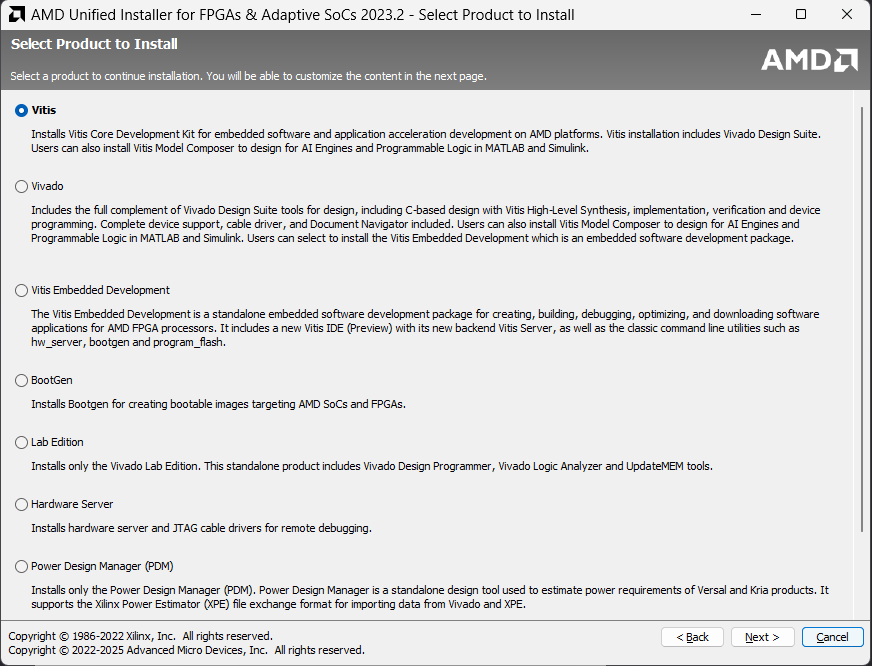 AMD Unified Installer for FPGAs & Adaptive SoCs 2023.2 - Select Product to Install
Select Product to Install
AMD
Select a product to continue installation. You will be able to customize the content in the next page.
Vitis
Installs Vitis Core Development Kit for embedded software and application acceleration development on AMD platforms. Vitis installation includes Vivado Design Suite.
Users can also install Vitis Model Composer to design for AI Engines and Programmable Logic in MATLAB and Simulink.
Vivado
Includes the full complement of Vivado Design Suite tools for design, including C-based design with Vitis High-Level Synthesis, implementation, verification and device
programming. Complete device support, cable driver, and Document Navigator included. Users can also install Vitis Model Composer to design for AI Engines and
Programmable Logic in MATLAB and Simulink. Users can select to install the Vitis Embedded Development which is an embedded software development package.
Vitis Embedded Development
The Vitis Embedded Development is a standalone embedded software development package for creating, building, debugging, optimizing, and downloading software
applications for AMD FPGA processors. It includes a new Vitis IDE (Preview) with its new backend Vitis Server, as well as the classic command line utilities such as
hw_server, bootgen and program_flash.
BootGen
Installs Bootgen for creating bootable images targeting AMD SoCs and FPGAs.
Lab Edition
Installs only the Vivado Lab Edition. This standalone product includes Vivado Design Programmer, Vivado Logic Analyzer and UpdateMEM tools.
Hardware Server
Installs hardware server and JTAG cable drivers for remote debugging.
Power Design Manager (PDM)
Installs only the Power Design Manager (PDM). Power Design Manager is a standalone design tool used to estimate power requirements of Versal and Kria products. It
supports the Xilinx Power Estimator (XPE) file exchange format for importing data from Vivado and XPE.
Copyright © 1986-2022 Xilinx, Inc. All rights reserved.
Copyright © 2022-2025 Advanced Micro Devices, Inc. All rights reserved.
< Back
Next >
Cancel